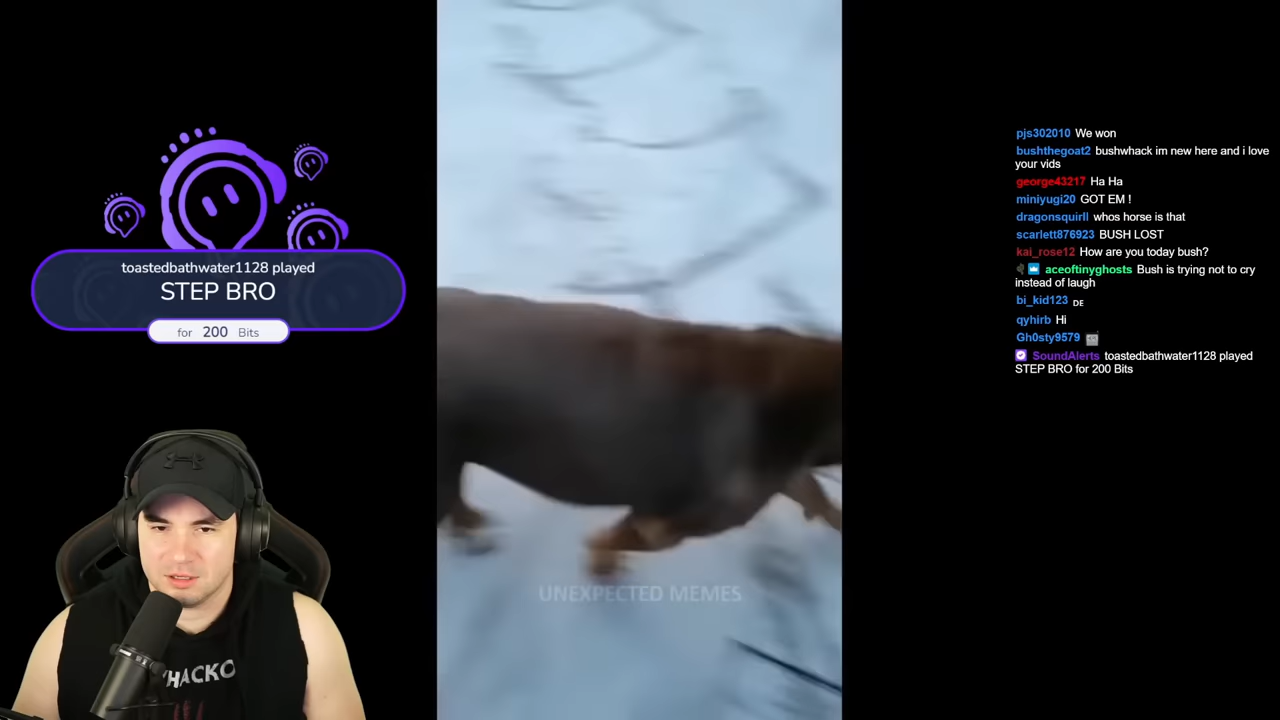 toastedbathwater1128 played
STEP BRO
for 200 Bits
HACKO
UNEXPECTED MEMES
pjs302010 We won
bushthegoat2 bushwhack im new here and i love
your vids
george43217 Ha Ha
miniyugi20 GOT EM !
dragonsquirll whos horse is that
scarlett876923 BUSH LOST
kai_rose12 How are you today bush?
aceoftinyghosts Bush is trying not to cry
instead of laugh
bi_kid123 DE
qyhirb Hi
Gh0sty9579
SoundAlerts toastedbathwater1128 played
STEP BRO for 200 Bits